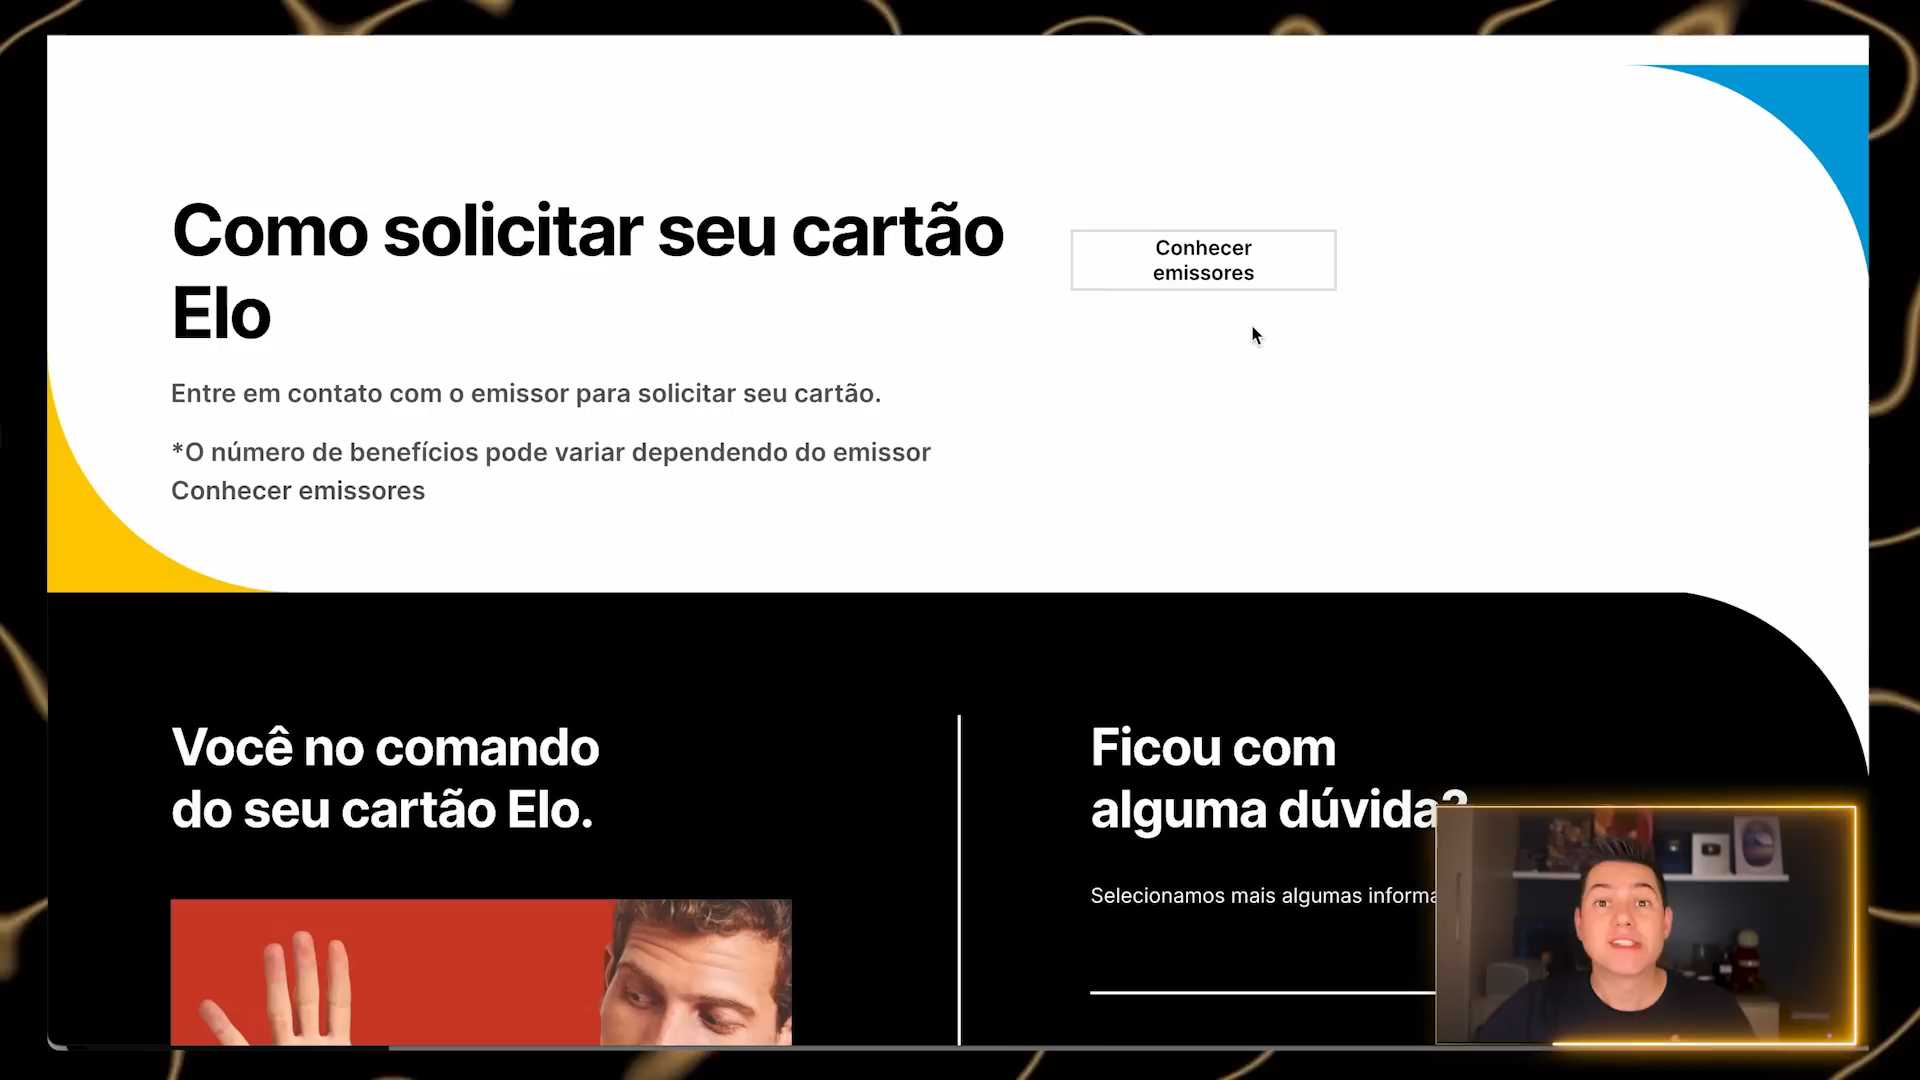 Como solicitar seu cartão
Elo
Conhecer
emissores
Entre em contato com o emissor para solicitar seu cartão.
*O número de benefícios pode variar dependendo do emissor
Conhecer emissores
Você no comando
do seu cartão Elo.
Ficou com
alguma dúvida?
Selecionamos mais algumas